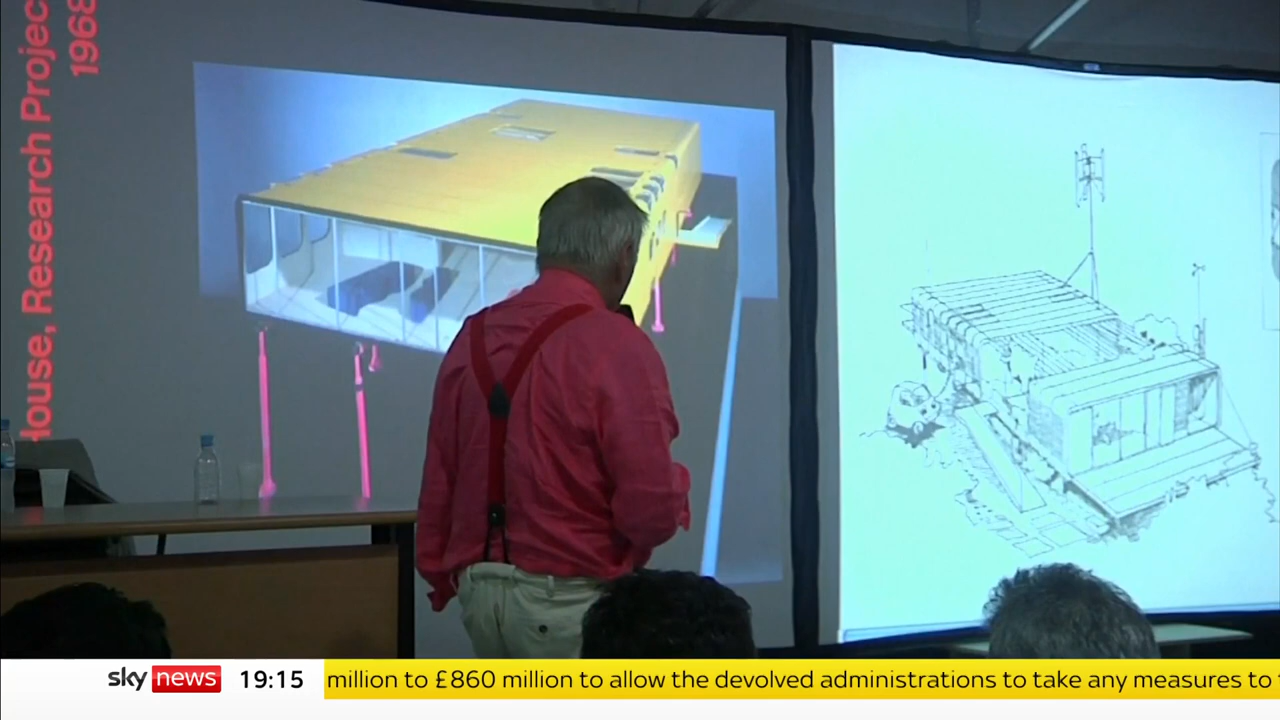 House, Research Project
1968
sky news 19:15 million to £860 million to allow the devolved administrations to take any measures to